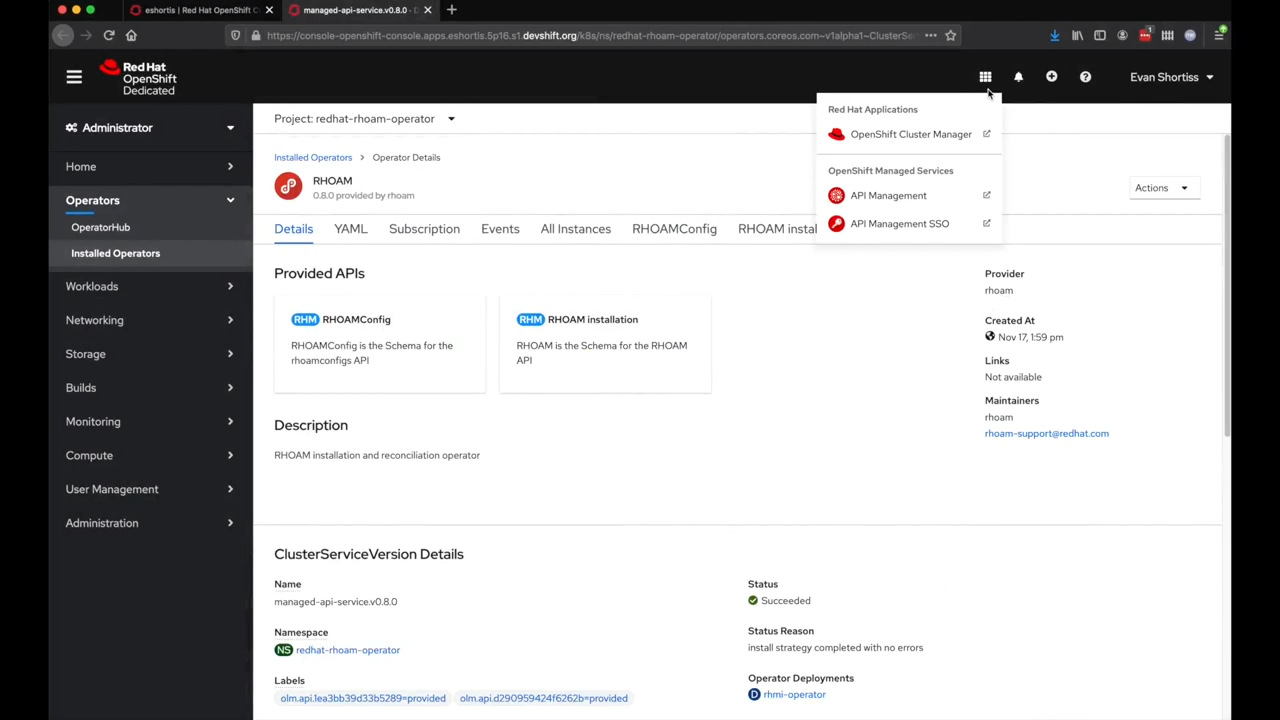 eshortis | Red Hat OpenShift C
managed-api-service.v0.8.0 · D
https://console-openshift-console.apps.eshortis.5p16.s1.devshift.org/k8s/ns/redhat-rhoam-operator/operators.coreos.com~v1alpha1~ClusterSe
Red Hat
OpenShift
Dedicated
Evan Shortiss
Administrator
Home
Operators
OperatorHub
Installed Operators
Workloads
Networking
Storage
Builds
Monitoring
Compute
User Management
Administration
Project: redhat-rhoam-operator
Installed Operators > Operator Details
RHOAM
0.8.0 provided by rhoam
Actions
Red Hat Applications
OpenShift Cluster Manager
OpenShift Managed Services
API Management
API Management SSO
Details YAML Subscription Events All Instances RHOAMConfig RHOAM instal
Provided APIs
RHM RHOAMConfig
RHOAMConfig is the Schema for the
rhoamconfigs API
RHM RHOAM installation
RHOAM is the Schema for the RHOAM
API
Description
RHOAM installation and reconciliation operator
Provider
rhoam
Created At
Nov 17, 1:59 pm
Links
Not available
Maintainers
rhoam
rhoam-support@redhat.com
ClusterServiceVersion Details
Name
managed-api-service.v0.8.0
Namespace
NS redhat-rhoam-operator
Labels
olm.api.1ea3bb39d33b5289=provided olm.api.d290959424f6262b=provided
Status
Succeeded
Status Reason
install strategy completed with no errors
Operator Deployments
D rhmi-operator